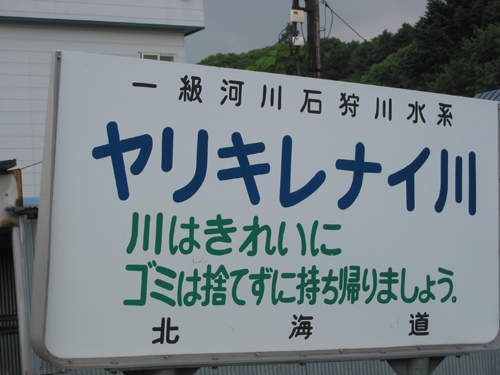 一級河川石狩川水系
ヤリキレナイ川
川はきれいに
ゴミは捨てずに持ち帰りましょう。
北海道